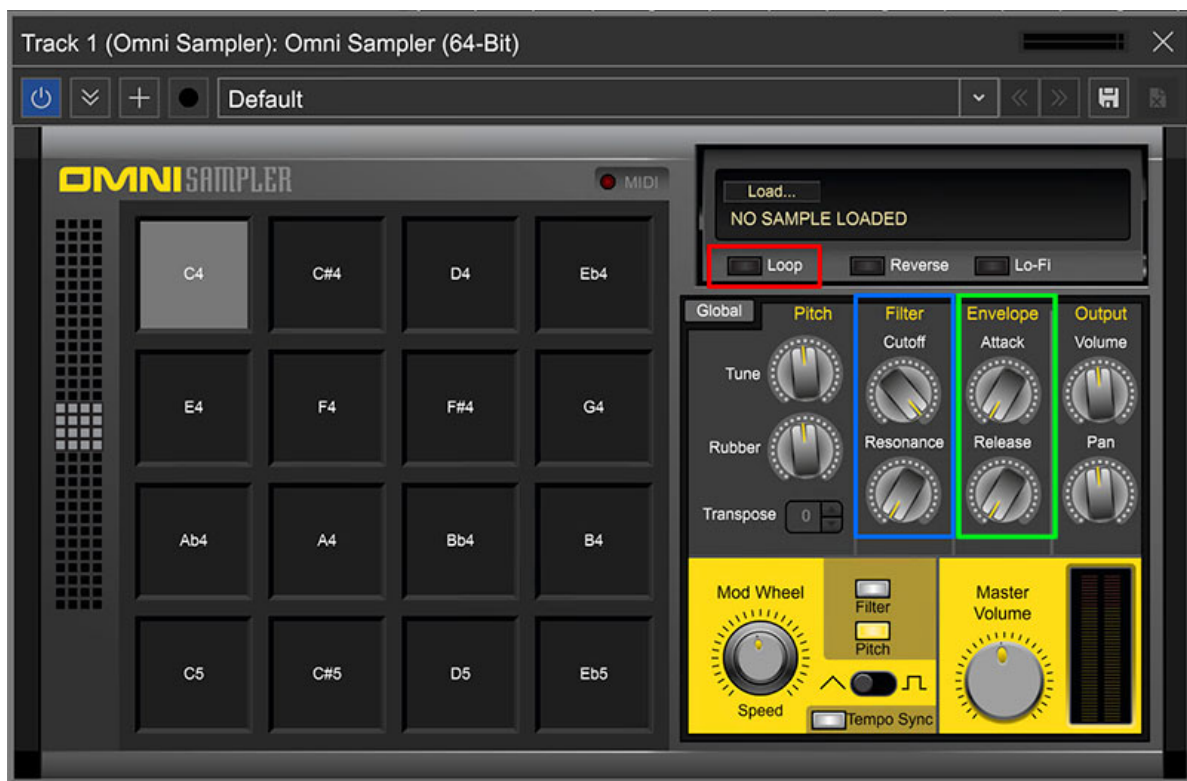 Track 1 (Omni Sampler): Omni Sampler (64-Bit)
Default
OMNISAMPLER
MIDI
C4 C#4 D4 Eb4
E4 F4 F#4 G4
Ab4 A4 Bb4 B4
C5 C#5 D5 Eb5
Load...
NO SAMPLE LOADED
Loop Reverse Lo-Fi
Global Pitch Filter Envelope Output
Cutoff Attack Volume
Tune
Rubber Resonance Release Pan
Transpose 0
Mod Wheel
Filter
Pitch
Speed
Tempo Sync
Master
Volume